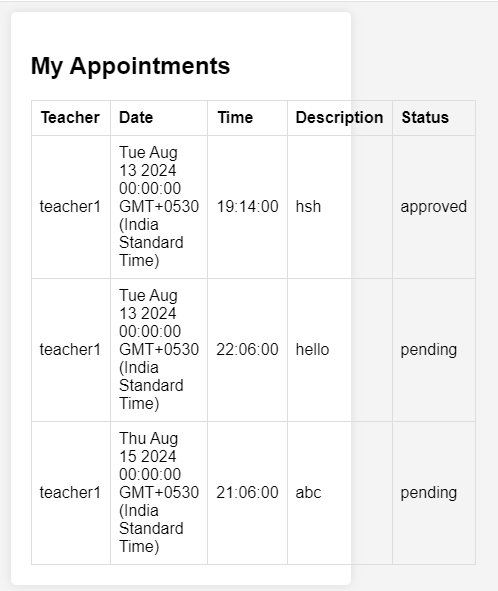 My Appointments
Teacher Date Time Description Status
Tue Aug
13 2024
00:00:00
teacher1 GMT+0530 19:14:00 hsh approved
(India
Standard
Time)
Tue Aug
13 2024
00:00:00
teacher1 GMT+0530 22:06:00 hello pending
(India
Standard
Time)
Thu Aug
15 2024
00:00:00
teacher1 GMT+0530 21:06:00 abc pending
(India
Standard
Time)